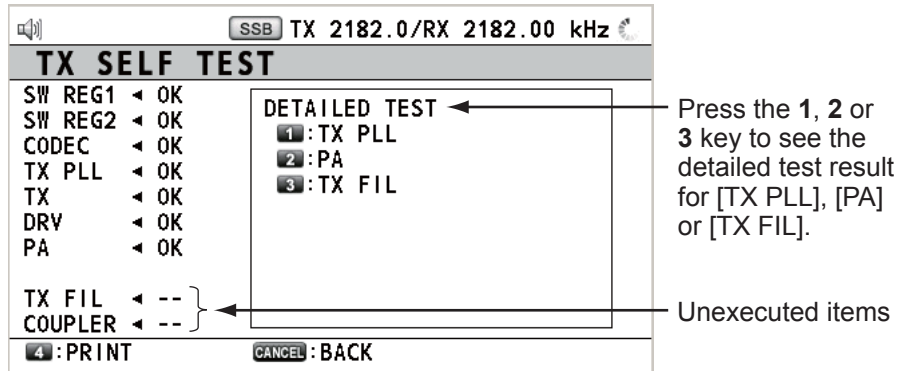 SSB TX 2182.0/RX 2182.00 kHz
TX SELF TEST
SW REG1 ◄ OK
SW REG2 ◄ OK
CODEC ◄ OK
TX PLL ◄ OK
TX ◄ OK
DRV ◄ OK
PA ◄ OK
TX FIL ◄ --
COUPLER ◄ --
DETAILED TEST
1:TX PLL
2:PA
3:TX FIL
4:PRINT
CANCEL:BACK
Press the 1, 2 or
3 key to see the
detailed test result
for [TX PLL], [PA]
or [TX FIL].
Unexecuted items